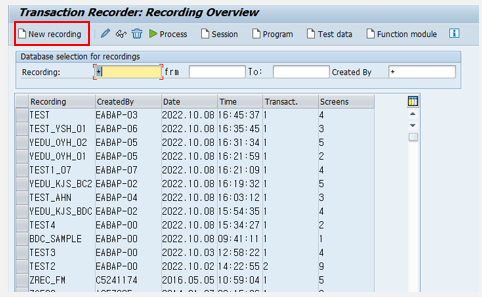 Transaction Recorder: Recording Overview
New recording Process Session Program Test data Function module
Database selection for recordings
Recording: * frm To: Created By *
Recording CreatedBy Date Time Transact. Screens
TEST EABAP-03 2022.10.08 16:45:37 1 4
TEST_YSH_01 EABAP-06 2022.10.08 16:35:45 1 3
YEDU_OYH_02 EABAP-05 2022.10.08 16:31:34 1 5
YEDU_OYH_01 EABAP-05 2022.10.08 16:21:59 1 2
TEST1_07 EABAP-07 2022.10.08 16:21:09 1 4
YEDU_KJS_BC2 EABAP-02 2022.10.08 16:19:32 1 5
TEST_AHN EABAP-04 2022.10.08 16:03:12 1 3
YEDU_KJS_BDC EABAP-02 2022.10.08 15:54:35 1 4
TEST4 EABAP-00 2022.10.08 15:34:27 1 2
BDC_SAMPLE EABAP-00 2022.10.08 09:41:11 1 1
TEST3 EABAP-00 2022.10.03 12:58:22 1 4
TEST2 EABAP-00 2022.10.02 14:22:55 2 9
ZREC_FM C5241174 2016.05.05 10:59:04 1 5